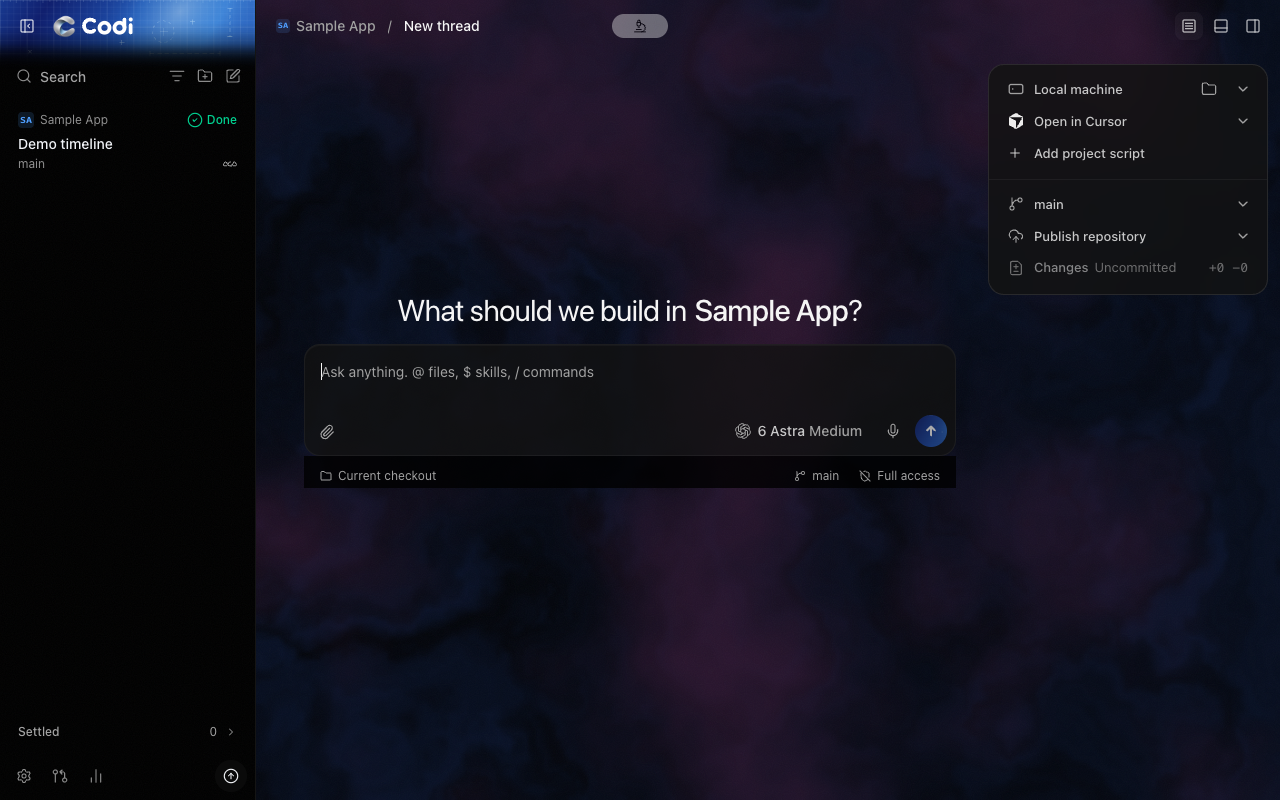 Codi
SA Sample App / New thread
Search
SA Sample App Done
Demo timeline
main
Local machine
Open in Cursor
Add project script
main
Publish repository
Changes Uncommitted +0 −0
What should we build in Sample App?
Ask anything. @ files, $ skills, / commands
6 Astra Medium
Current checkout main Full access
Settled 0